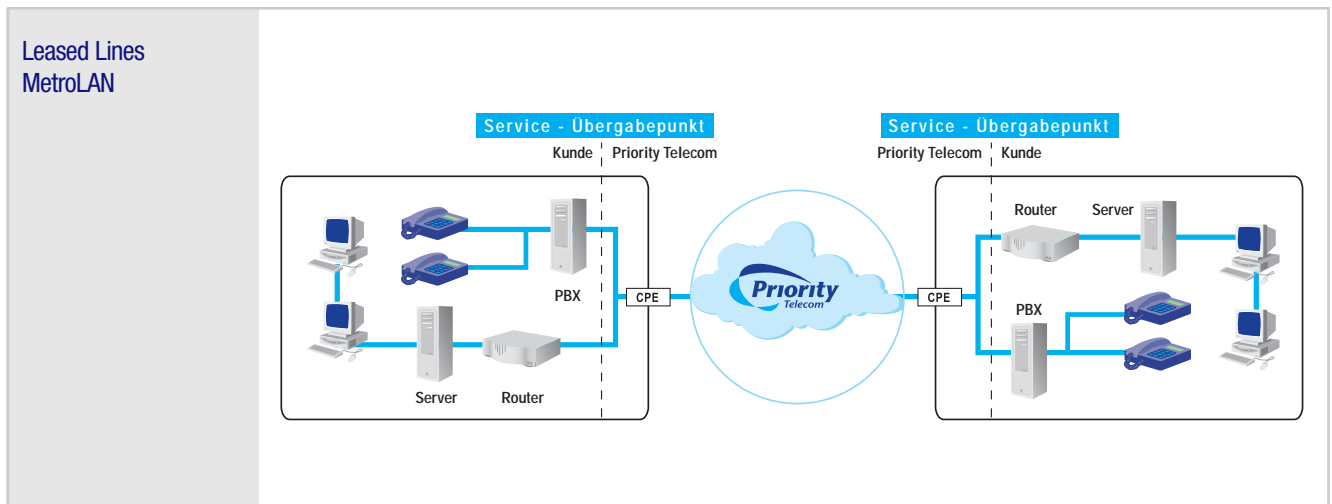 Leased Lines
MetroLAN
Service - Übergabepunkt
Kunde Priority Telecom
PBX
CPE
Server
Router
Priority
Telecom
Service - Übergabepunkt
Priority Telecom Kunde
Router
Server
CPE
PBX